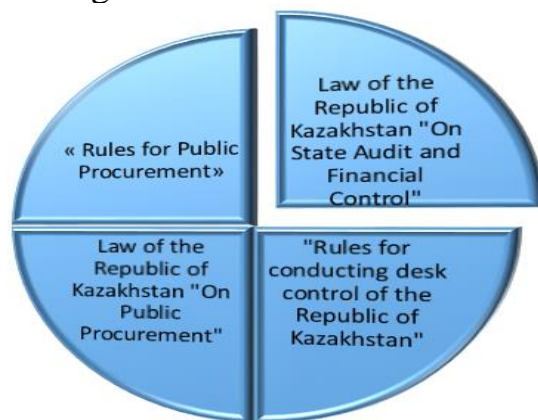 « Rules for Public
Procurement»
Law of the
Republic of
Kazakhstan "On
State Audit and
Financial
Control"
Law of the
Republic of
Kazakhstan "On
Public
Procurement"
"Rules for
conducting desk
control of the
Republic of
Kazakhstan"